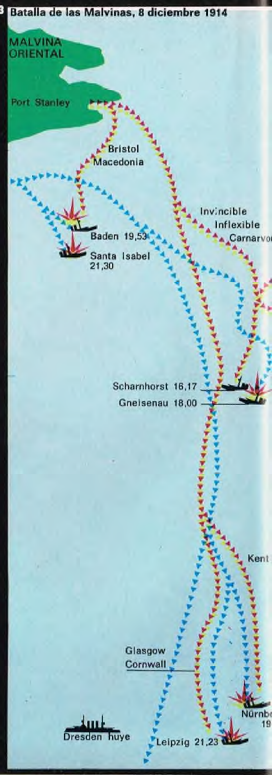 3 Batalla de las Malvinas, 8 diciembre 1914
MALVINA
ORIENTAL
Port Stanley
Bristol
Macedonia
Invincible
Inflexible
Baden 19,53
Santa Isabel
21,30
Scharnhorst 16,17
Gneisenau 18,00
Kent
Glasgow
Cornwall
Dresden huye
Leipzig 21,23